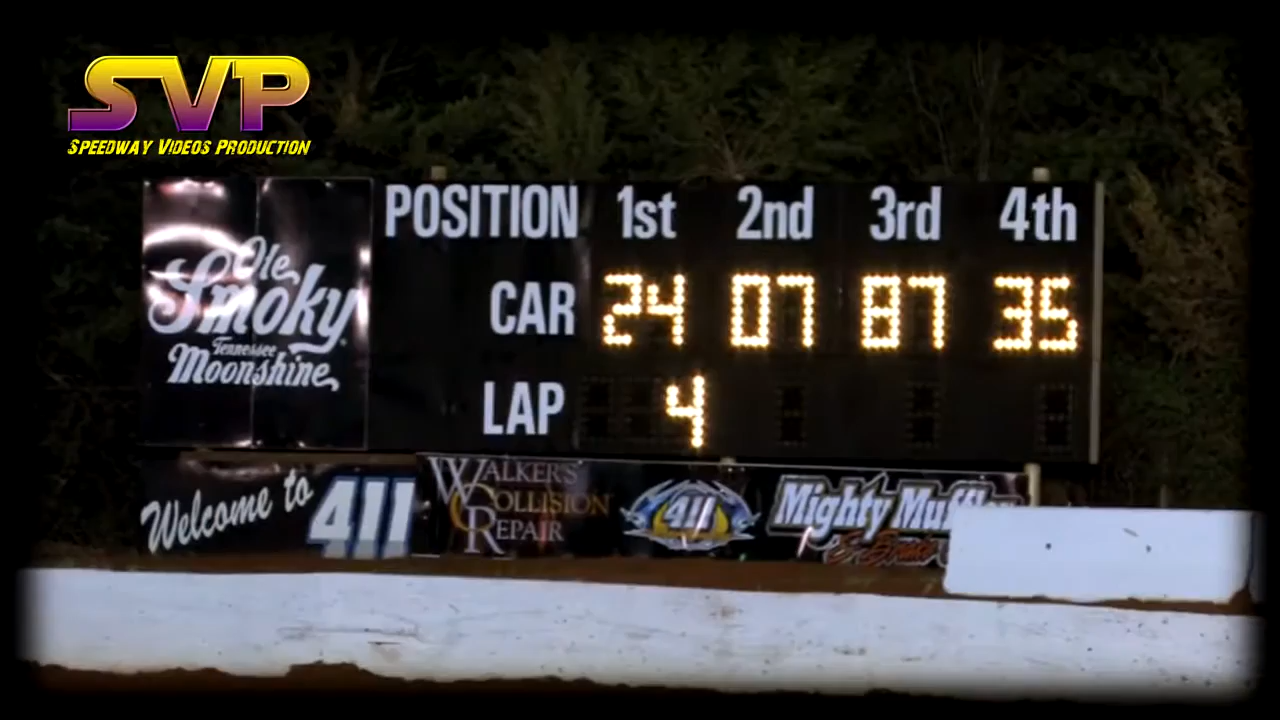 SVP
SPEEDWAY VIDEOS PRODUCTION
POSITION 1st 2nd 3rd 4th
CAR 24 07 87 35
LAP 4
Ole
Smoky
Tennessee
Moonshine
Welcome to 411
WALKER'S
COLLISION
REPAIR
411
Mighty Muffler